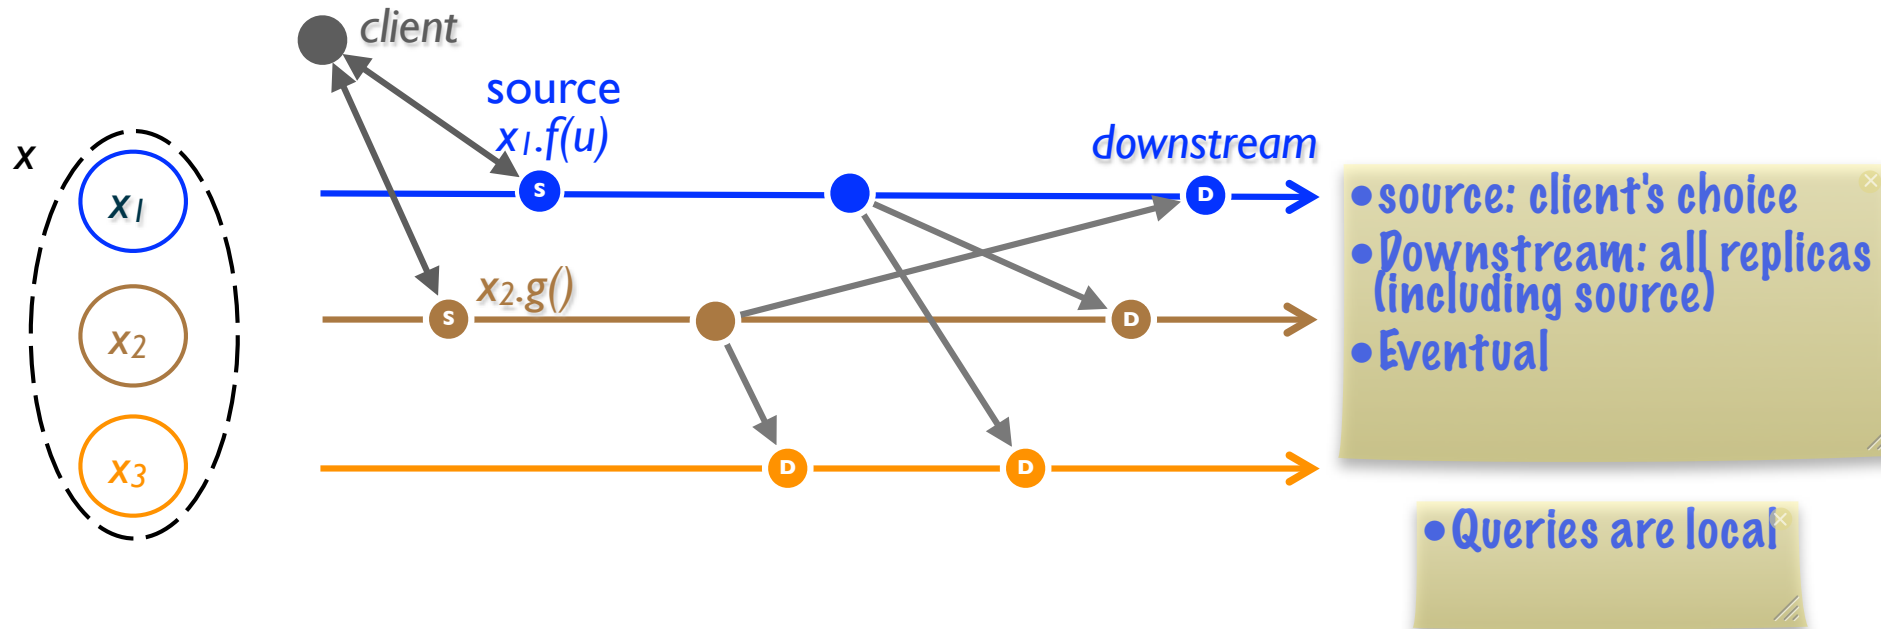 client
source
x1.f(u)
downstream
x
x1
S
D
• source: client's choice
• Downstream: all replicas
(including source)
• Eventual
x2.g()
x2
S
D
x3
D
D
• Queries are local